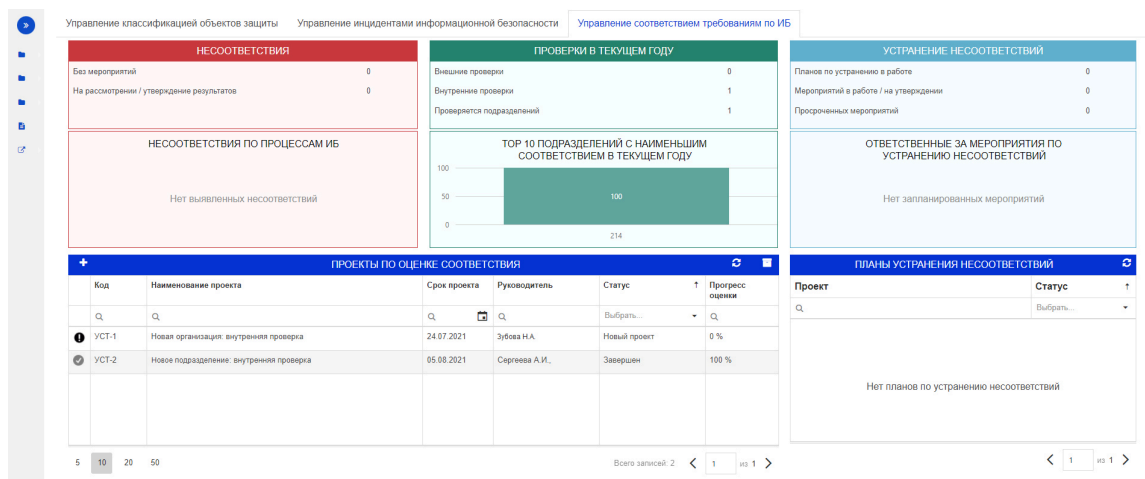 Управление классификацией объектов защиты
Управление инцидентами информационной безопасности
Управление соответствием требованиям по ИБ
НЕСООТВЕТСТВИЯ
Без мероприятий 0
На рассмотрении / утверждение результатов 0
ПРОВЕРКИ В ТЕКУЩЕМ ГОДУ
Внешние проверки 0
Внутренние проверки 1
Проверяется подразделений 1
УСТРАНЕНИЕ НЕСООТВЕТСТВИЙ
Планов по устранению в работе 0
Мероприятий в работе / на утверждении 0
Просроченных мероприятий 0
НЕСООТВЕТСТВИЯ ПО ПРОЦЕССАМ ИБ
Нет выявленных несоответствий
TOP 10 ПОДРАЗДЕЛЕНИЙ С НАИМЕНЬШИМ
СООТВЕТСТВИЕМ В ТЕКУЩЕМ ГОДУ
100
50
0
100
214
ОТВЕТСТВЕННЫЕ ЗА МЕРОПРИЯТИЯ ПО
УСТРАНЕНИЮ НЕСООТВЕТСТВИЙ
Нет запланированных мероприятий
ПРОЕКТЫ ПО ОЦЕНКЕ СООТВЕТСТВИЯ
Код Наименование проекта Срок проекта Руководитель Статус Прогресс
оценки
Выбрать...
УСТ-1 Новая организация: внутренняя проверка 24.07.2021 Зубова Н.А. Новый проект 0 %
УСТ-2 Новое подразделение: внутренняя проверка 05.08.2021 Сергеева А.И., Завершен 100 %
5 10 20 50 Всего записей: 2 1 из 1
ПЛАНЫ УСТРАНЕНИЯ НЕСООТВЕТСТВИЙ
Проект Статус
Выбрать...
Нет планов по устранению несоответствий
1 из 1